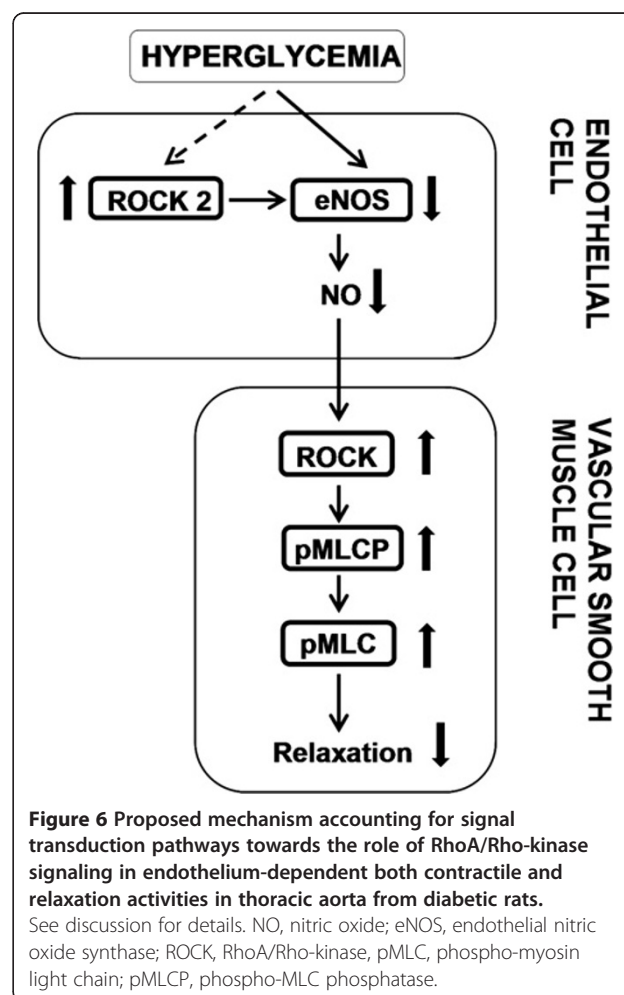 HYPERGLYCEMIA
ENDOTHELIAL
CELL
ROCK 2
eNOS
NO
VASCULAR SMOOTH
MUSCLE CELL
ROCK
pMLCP
pMLC
Relaxation
Figure 6 Proposed mechanism accounting for signal
transduction pathways towards the role of RhoA/Rho-kinase
signaling in endothelium-dependent both contractile and
relaxation activities in thoracic aorta from diabetic rats.
See discussion for details. NO, nitric oxide; eNOS, endothelial nitric
oxide synthase; ROCK, RhoA/Rho-kinase, pMLC, phospho-myosin
light chain; pMLCP, phospho-MLC phosphatase.